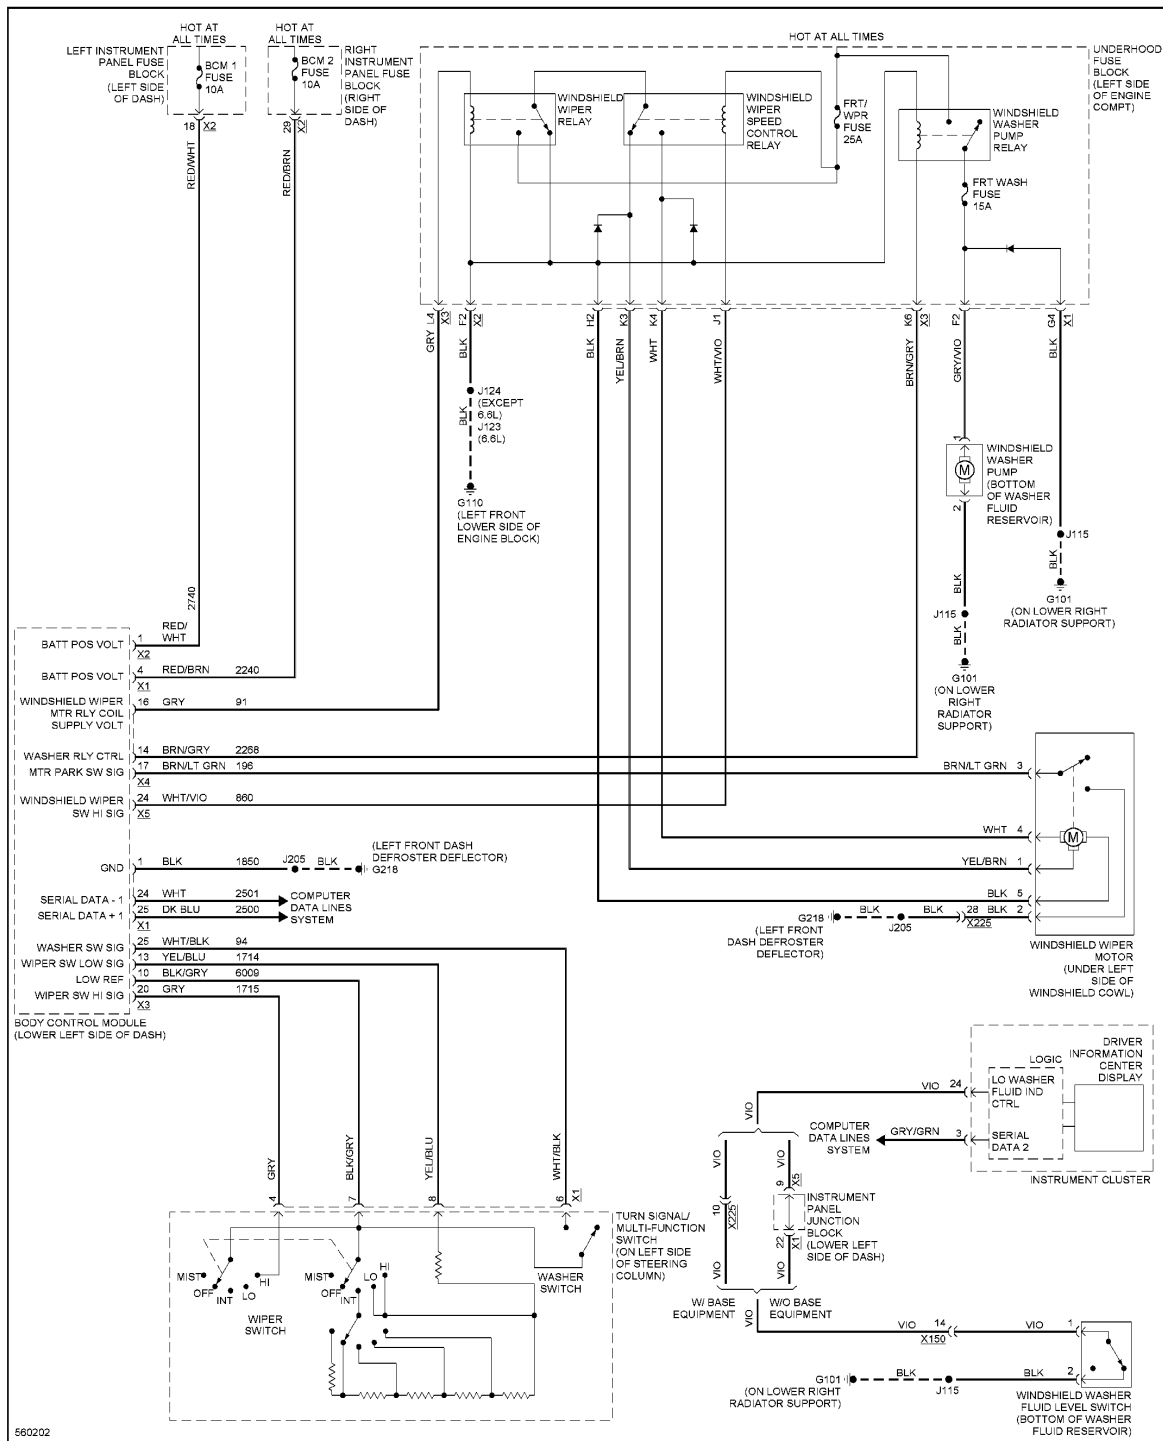 HOT AT
ALL TIMES
HOT AT
ALL TIMES
HOT AT ALL TIMES
LEFT INSTRUMENT
PANEL FUSE
BLOCK
(LEFT SIDE
OF DASH)
BCM 1
FUSE
10A
BCM 2
FUSE
10A
RIGHT
INSTRUMENT
PANEL FUSE
BLOCK
(RIGHT
SIDE OF
DASH)
18 X2
29 X2
RED/WHT
RED/BRN
WINDSHIELD
WIPER
RELAY
WINDSHIELD
WIPER
SPEED
CONTROL
RELAY
FRT/
WPR
FUSE
25A
WINDSHIELD
WASHER
PUMP
RELAY
FRT WASH
FUSE
15A
UNDERHOOD
FUSE
BLOCK
(LEFT SIDE
OF ENGINE
COMPT)
L4 X3
F2 X2
H2
K3
K4
J1
K6 X3
F2
G4 X1
GRY
BLK
BLK
YEL/BRN
WHT
WHT/VIO
BRN/GRY
GRY/VIO
BLK
BLK
J124
(EXCEPT
6.6L)
J123
(6.6L)
G110
(LEFT FRONT
LOWER SIDE OF
ENGINE BLOCK)
1
M
2
WINDSHIELD
WASHER
PUMP
(BOTTOM
OF WASHER
FLUID
RESERVOIR)
BLK
J115
BLK
G101
(ON LOWER
RIGHT
RADIATOR
SUPPORT)
J115
BLK
G101
(ON LOWER RIGHT
RADIATOR SUPPORT)
2740
BATT POS VOLT 1 RED/
WHT
X2
BATT POS VOLT 4 RED/BRN 2240
X1
WINDSHIELD WIPER
MTR RLY COIL
SUPPLY VOLT
16 GRY 91
WASHER RLY CTRL 14 BRN/GRY 2268
MTR PARK SW SIG 17 BRN/LT GRN 196
X4
WINDSHIELD WIPER
SW HI SIG
24 WHT/VIO 860
X5
GND 1 BLK 1850 J205 BLK
G218
(LEFT FRONT DASH
DEFROSTER DEFLECTOR)
SERIAL DATA - 1 24 WHT 2501
SERIAL DATA + 1 25 DK BLU 2500
X1
COMPUTER
DATA LINES
SYSTEM
WASHER SW SIG 25 WHT/BLK 94
WIPER SW LOW SIG 13 YEL/BLU 1714
LOW REF 10 BLK/GRY 6009
WIPER SW HI SIG 20 GRY 1715
X3
BODY CONTROL MODULE
(LOWER LEFT SIDE OF DASH)
BRN/LT GRN 3
WHT 4
M
YEL/BRN 1
BLK 5
G218 BLK J205 BLK 28 X225 BLK 2
(LEFT FRONT
DASH DEFROSTER
DEFLECTOR)
WINDSHIELD WIPER
MOTOR
(UNDER LEFT
SIDE OF
WINDSHIELD COWL)
DRIVER
INFORMATION
CENTER
DISPLAY
LOGIC
LO WASHER
FLUID IND
CTRL
SERIAL
DATA 2
INSTRUMENT CLUSTER
VIO 24
GRY/GRN 3
COMPUTER
DATA LINES
SYSTEM
VIO
VIO
VIO
10 X225
9 X5
INSTRUMENT
PANEL
JUNCTION
BLOCK
(LOWER LEFT
SIDE OF DASH)
22 X1
VIO
VIO
W/ BASE
EQUIPMENT
W/O BASE
EQUIPMENT
VIO
VIO 14 X150 VIO 1
G101 BLK J115 BLK 2
(ON LOWER RIGHT
RADIATOR SUPPORT)
WINDSHIELD WASHER
FLUID LEVEL SWITCH
(BOTTOM OF WASHER
FLUID RESERVOIR)
GRY
BLK/GRY
YEL/BLU
WHT/BLK
4
7
8
6 X1
TURN SIGNAL/
MULTI-FUNCTION
SWITCH
(ON LEFT SIDE
OF STEERING
COLUMN)
MIST
OFF
INT
LO
HI
WIPER
SWITCH
MIST
OFF
INT
LO
HI
WASHER
SWITCH
560202